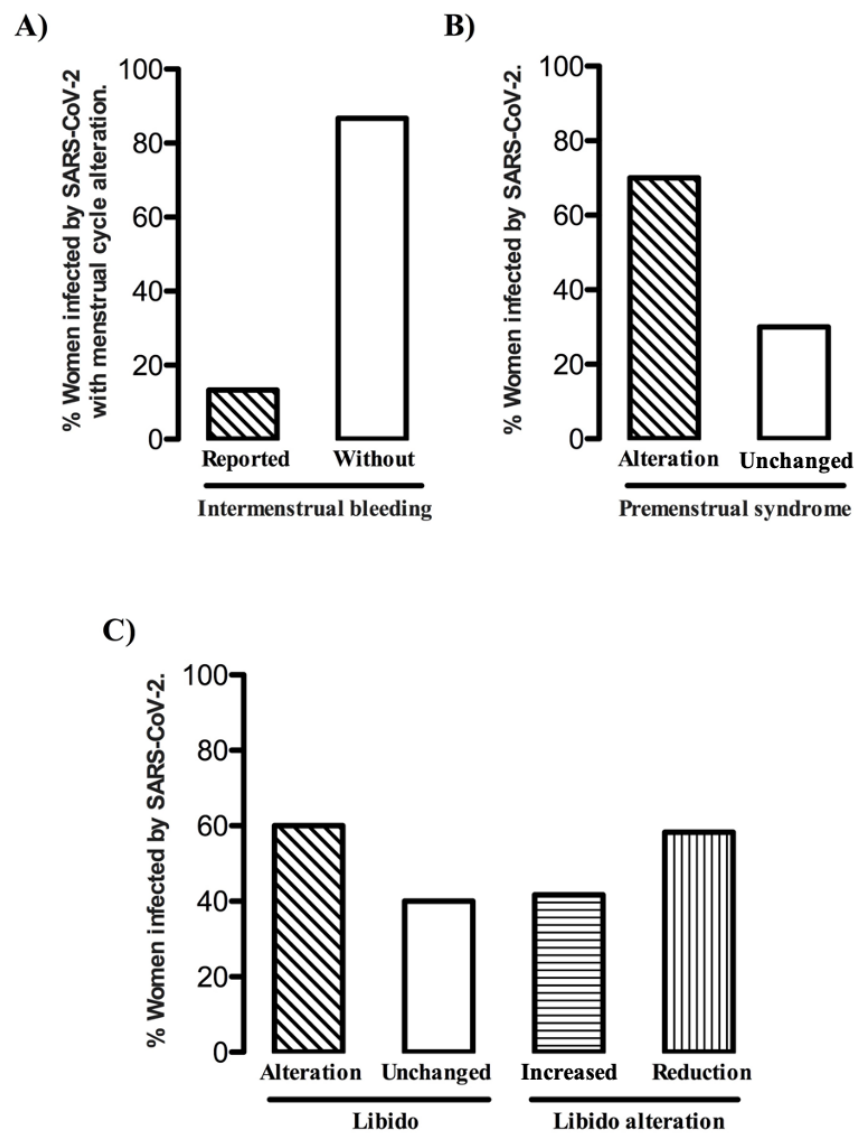 A)
% Women infected by SARS-CoV-2
with menstrual cycle alteration.
100
80
60
40
20
0
Reported Without
Intermenstrual bleeding
B)
% Women infected by SARS-CoV-2.
100
80
60
40
20
0
Alteration Unchanged
Premenstrual syndrome
C)
% Women infected by SARS-CoV-2.
100
80
60
40
20
0
Alteration Unchanged Increased Reduction
Libido Libido alteration